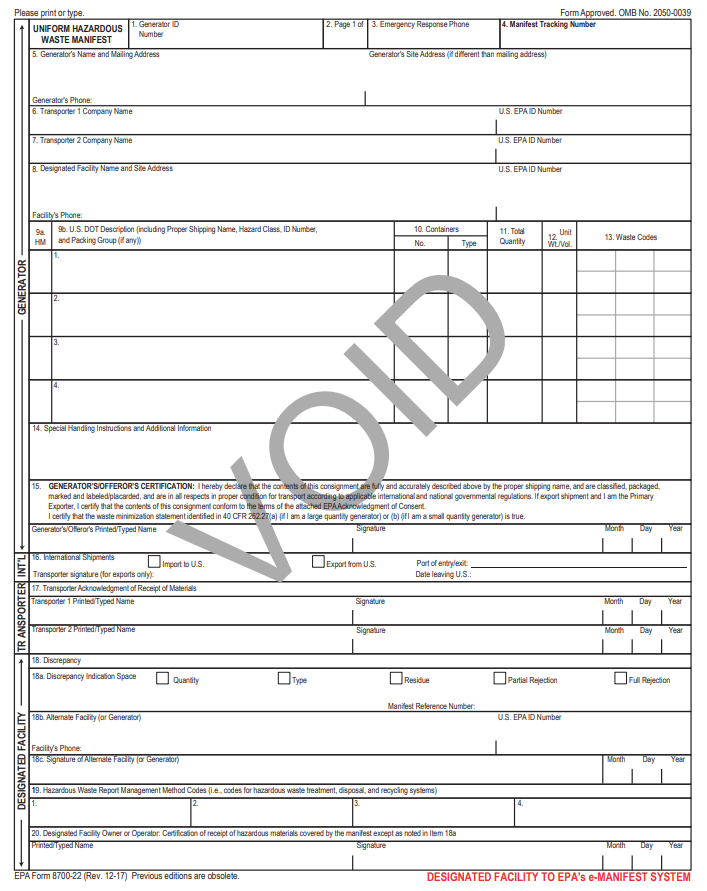 Please print or type.
Form Approved. OMB No. 2050-0039
UNIFORM HAZARDOUS
WASTE MANIFEST
1. Generator ID
Number
2. Page 1 of
3. Emergency Response Phone
4. Manifest Tracking Number
5. Generator's Name and Mailing Address
Generator's Site Address (if different than mailing address)
Generator's Phone:
6. Transporter 1 Company Name
U.S. EPA ID Number
7. Transporter 2 Company Name
U.S. EPA ID Number
8. Designated Facility Name and Site Address
U.S. EPA ID Number
Facility's Phone:
9a.
HM
9b. U.S. DOT Description (including Proper Shipping Name, Hazard Class, ID Number,
and Packing Group (if any))
10. Containers
No.
Type
11. Total
Quantity
12. Unit
Wt./Vol.
13. Waste Codes
1.
2.
3.
4.
GENERATOR
VOID
14. Special Handling Instructions and Additional Information
15. GENERATOR'S/OFFEROR'S CERTIFICATION: I hereby declare that the contents of this consignment are fully and accurately described above by the proper shipping name, and are classified, packaged,
marked and labeled/placarded, and are in all respects in proper condition for transport according to applicable international and national governmental regulations. If export shipment and I am the Primary
Exporter, I certify that the contents of this consignment conform to the terms of the attached EPA Acknowledgment of Consent.
I certify that the waste minimization statement identified in 40 CFR 262.27(a) (if I am a large quantity generator) or (b) (if I am a small quantity generator) is true.
Generator's/Offeror's Printed/Typed Name
Signature
Month Day Year
INT'L
16. International Shipments
Import to U.S.
Export from U.S.
Port of entry/exit:
Transporter signature (for exports only):
Date leaving U.S.:
TRANSPORTER
17. Transporter Acknowledgment of Receipt of Materials
Transporter 1 Printed/Typed Name
Signature
Month Day Year
Transporter 2 Printed/Typed Name
Signature
Month Day Year
DESIGNATED FACILITY
18. Discrepancy
18a. Discrepancy Indication Space
Quantity
Type
Residue
Partial Rejection
Full Rejection
Manifest Reference Number:
18b. Alternate Facility (or Generator)
U.S. EPA ID Number
Facility's Phone:
18c. Signature of Alternate Facility (or Generator)
Month Day Year
19. Hazardous Waste Report Management Method Codes (i.e., codes for hazardous waste treatment, disposal, and recycling systems)
1.
2.
3.
4.
20. Designated Facility Owner or Operator: Certification of receipt of hazardous materials covered by the manifest except as noted in Item 18a
Printed/Typed Name
Signature
Month Day Year
EPA Form 8700-22 (Rev. 12-17) Previous editions are obsolete.
DESIGNATED FACILITY TO EPA's e-MANIFEST SYSTEM